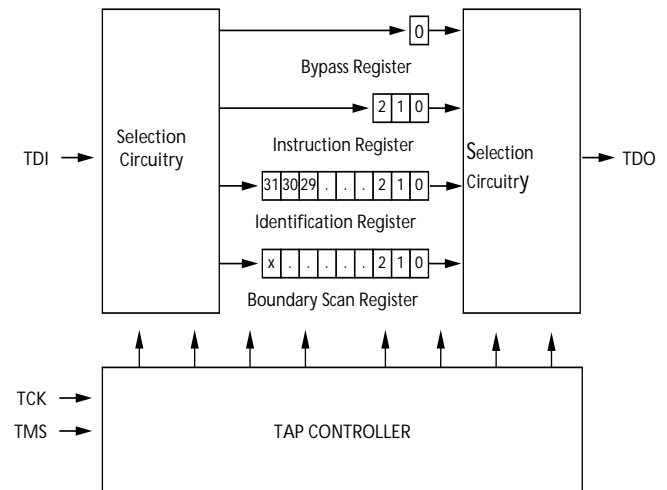 0
Bypass Register
2 1 0
Selection
Circuitry
Instruction Register
Selection
Circuitry
TDI
TDO
31 30 29 . . . 2 1 0
Identification Register
x . . . . . 2 1 0
Boundary Scan Register
TCK
TMS
TAP CONTROLLER